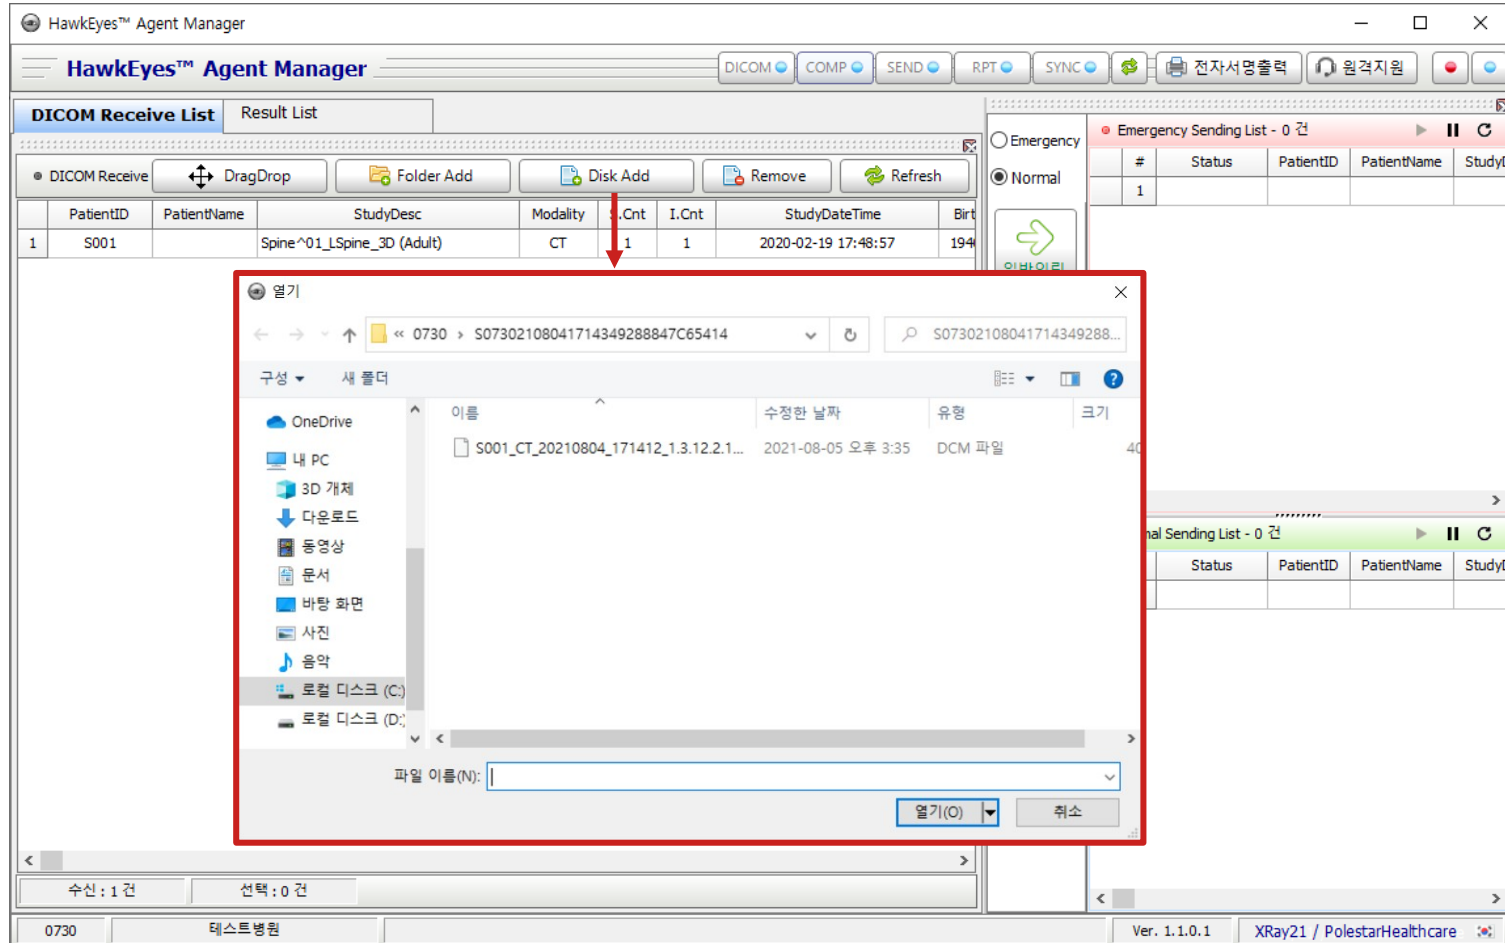 HawkEyes™ Agent Manager
HawkEyes™ Agent Manager
DICOM COMP SEND RPT SYNC 전자서명출력 원격지원
DICOM Receive List Result List
DICOM Receive DragDrop Folder Add Disk Add Remove Refresh
PatientID PatientName StudyDesc Modality S.Cnt I.Cnt StudyDateTime Birt
1 S001 Spine^01_LSpine_3D (Adult) CT 1 1 2020-02-19 17:48:57 194
Emergency
Normal
Emergency Sending List - 0 건
# Status PatientID PatientName Study
1
열기
« 0730 > S07302108041714349288847C65414
S073021080417143492​88...
구성 새 폴더
이름 수정한 날짜 유형 크기
S001_CT_20210804_171412_1.3.12.2.1... 2021-08-05 오후 3:35 DCM 파일 40
OneDrive
내 PC
3D 개체
다운로드
동영상
문서
바탕 화면
사진
음악
로컬 디스크 (C:)
로컬 디스크 (D:)
파일 이름(N):
열기(O) 취소
al Sending List - 0 건
Status PatientID PatientName Study
수신 : 1 건 선택 : 0 건
0730 테스트병원 Ver. 1.1.0.1 XRay21 / PolestarHealthcare